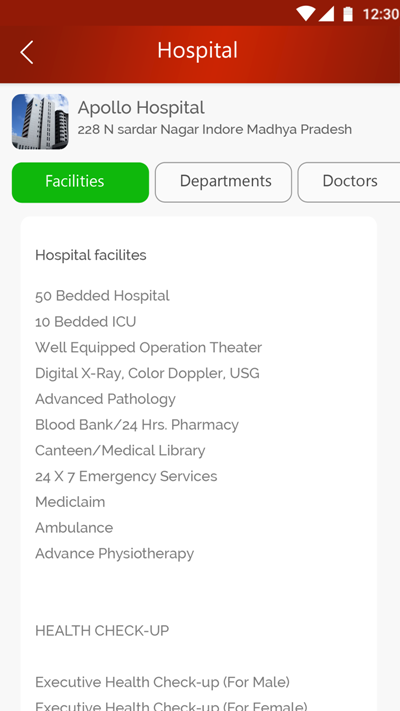 12:30
Hospital
Apollo Hospital
228 N sardar Nagar Indore Madhya Pradesh
Facilities Departments Doctors
Hospital facilites
50 Bedded Hospital
10 Bedded ICU
Well Equipped Operation Theater
Digital X-Ray, Color Doppler, USG
Advanced Pathology
Blood Bank/24 Hrs. Pharmacy
Canteen/Medical Library
24 X 7 Emergency Services
Mediclaim
Ambulance
Advance Physiotherapy
HEALTH CHECK-UP
Executive Health Check-up (For Male)
Executive Health Check-up (For Female)